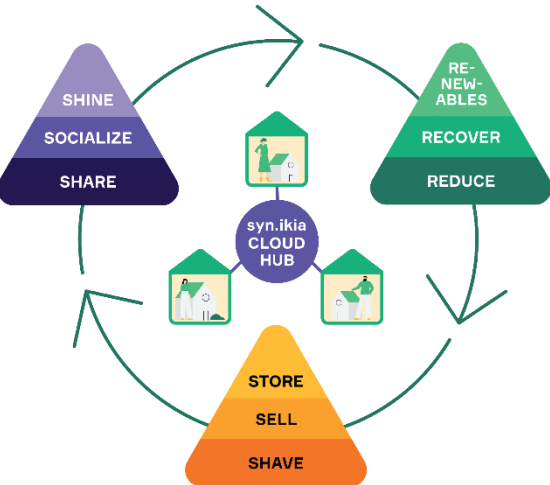 SHINE
SOCIALIZE
SHARE
RE-
NEW-
ABLES
RECOVER
REDUCE
syn.ikia
CLOUD
HUB
STORE
SELL
SHAVE